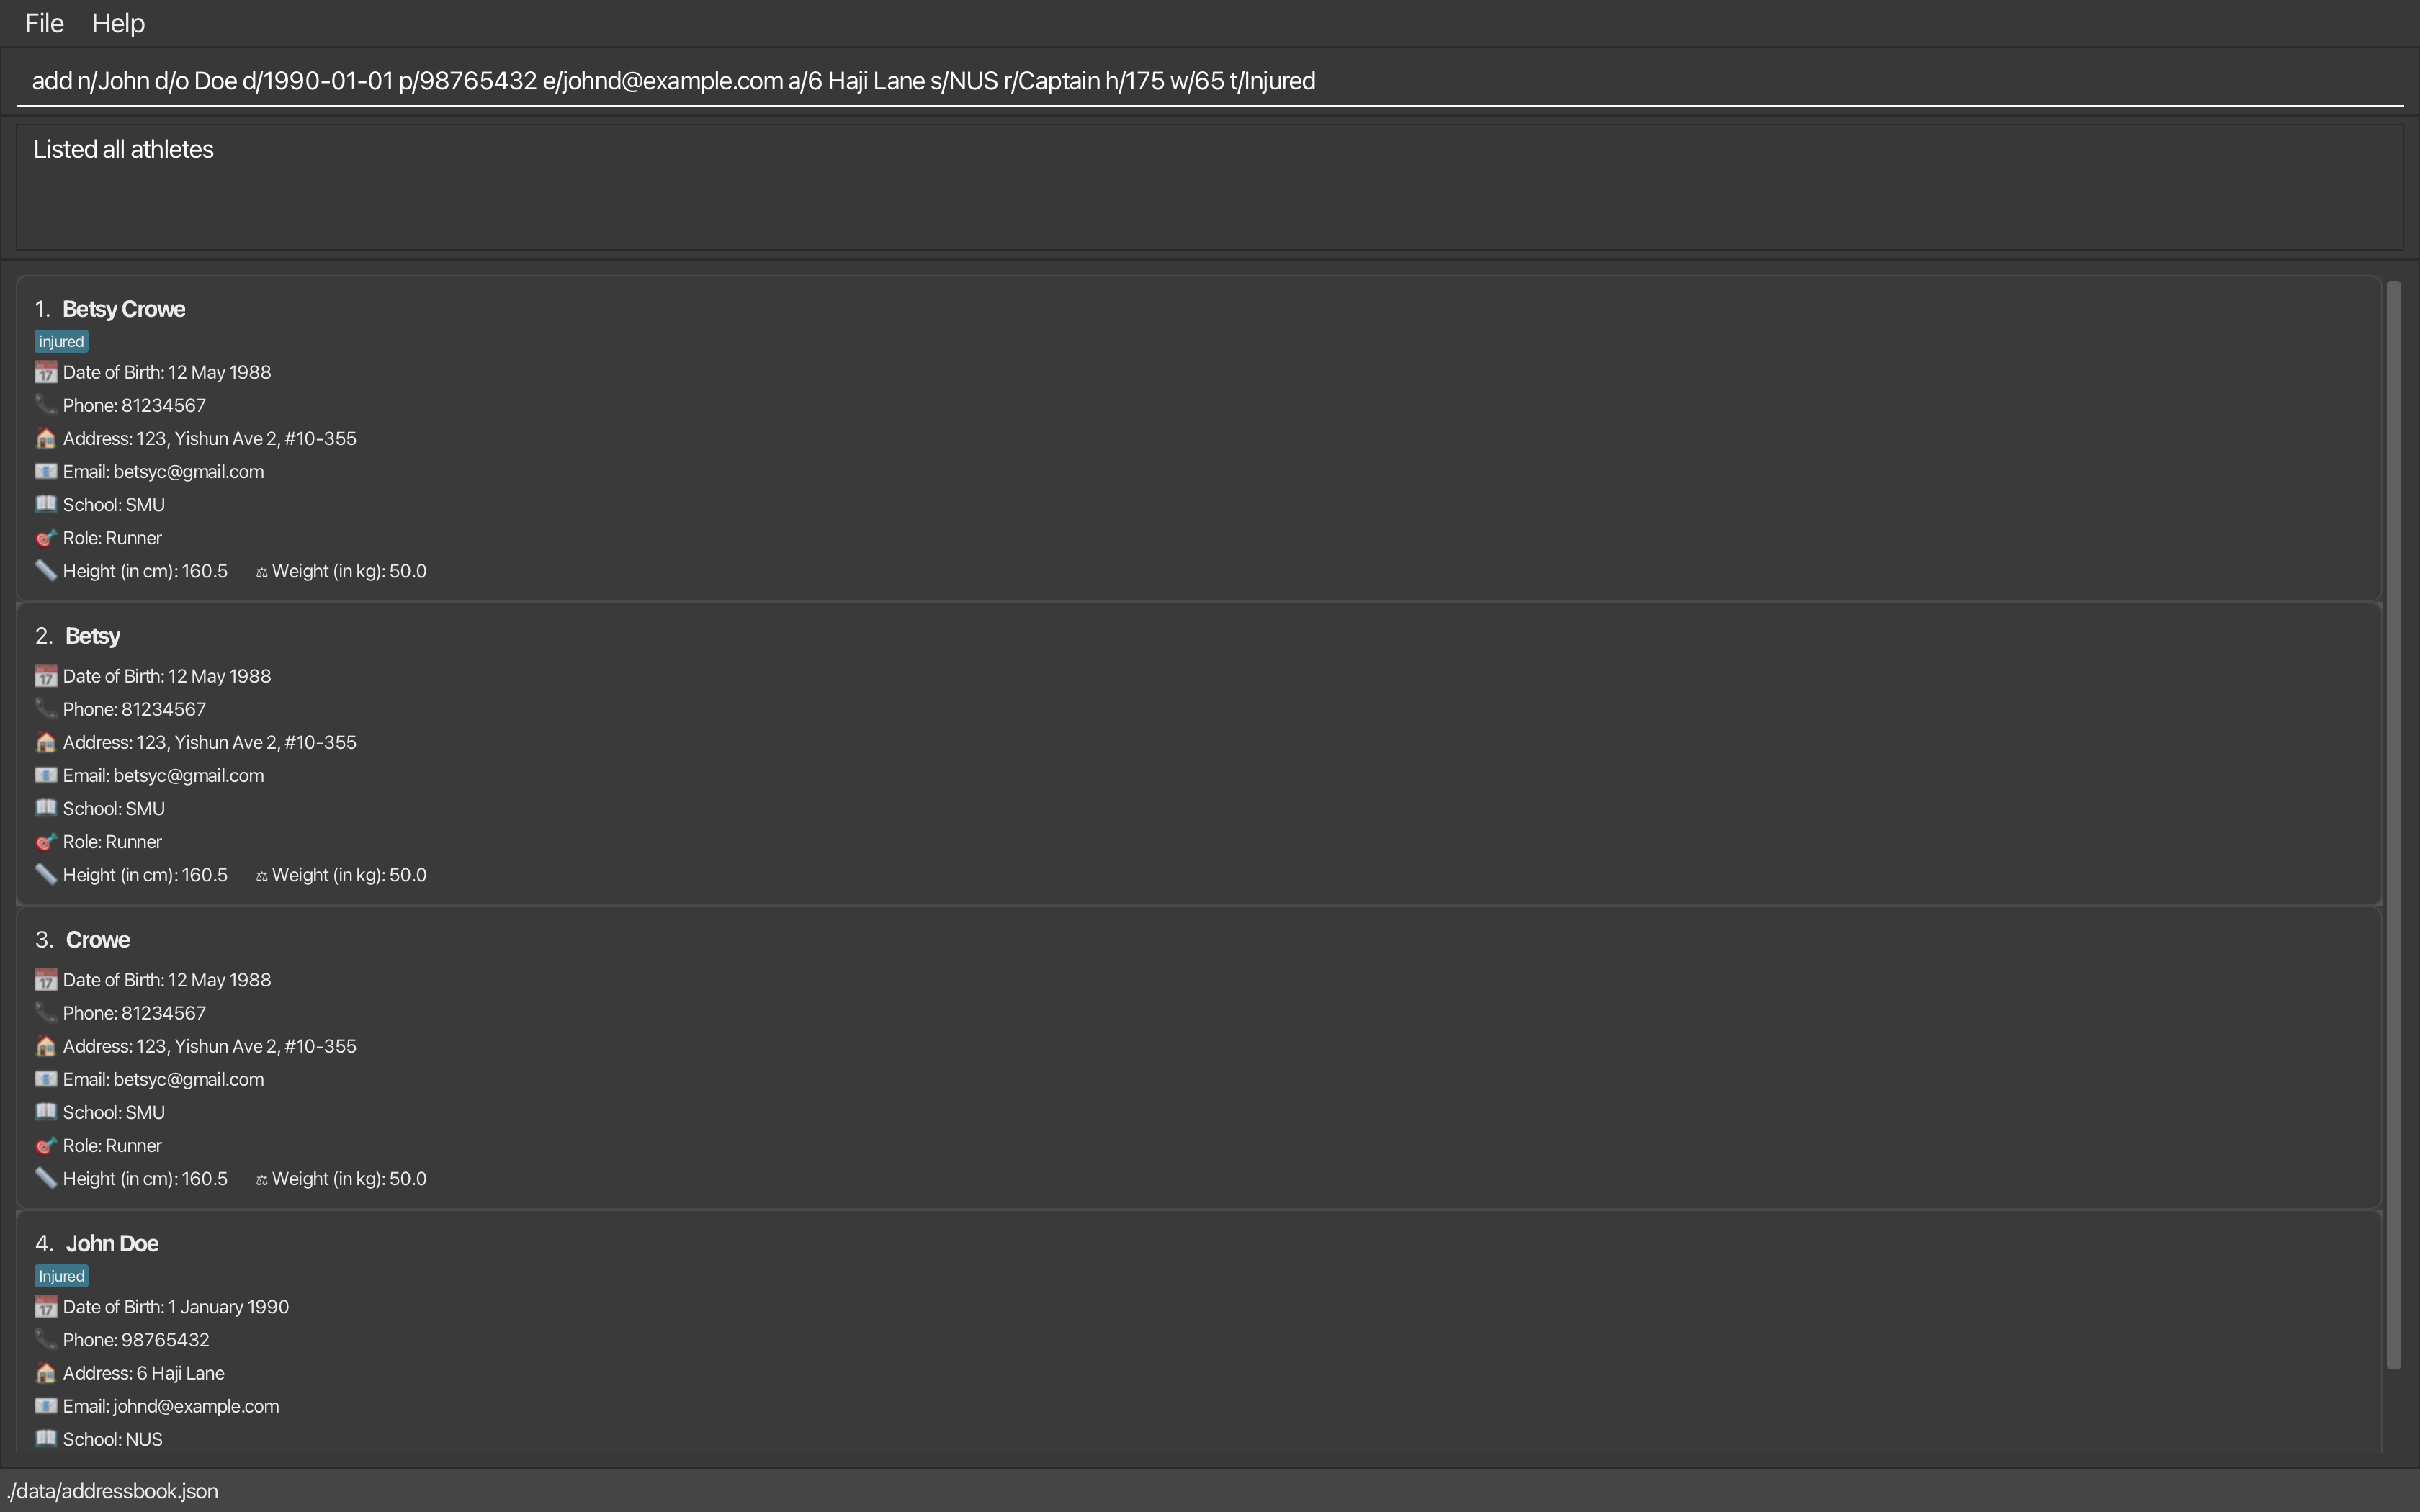 File Help
add n/John d/o Doe d/1990-01-01 p/98765432 e/johnd@example.com a/6 Haji Lane s/NUS r/Captain h/175 w/65 t/Injured
Listed all athletes
1. Betsy Crowe
injured
Date of Birth: 12 May 1988
Phone: 81234567
Address: 123, Yishun Ave 2, #10-355
Email: betsyc@gmail.com
School: SMU
Role: Runner
Height (in cm): 160.5 Weight (in kg): 50.0
2. Betsy
Date of Birth: 12 May 1988
Phone: 81234567
Address: 123, Yishun Ave 2, #10-355
Email: betsyc@gmail.com
School: SMU
Role: Runner
Height (in cm): 160.5 Weight (in kg): 50.0
3. Crowe
Date of Birth: 12 May 1988
Phone: 81234567
Address: 123, Yishun Ave 2, #10-355
Email: betsyc@gmail.com
School: SMU
Role: Runner
Height (in cm): 160.5 Weight (in kg): 50.0
4. John Doe
Injured
Date of Birth: 1 January 1990
Phone: 98765432
Address: 6 Haji Lane
Email: johnd@example.com
School: NUS
./data/addressbook.json